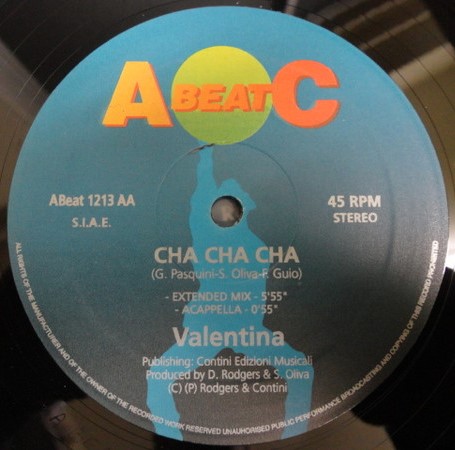 A BEAT C
ABeat 1213 AA
S.I.A.E.
45 RPM
STEREO
CHA CHA CHA
(G. Pasquini-S. Oliva-F. Guio)
- EXTENDED MIX - 5'55"
- ACAPPELLA - 0'55"
Valentina
Publishing: Contini Edizioni Musicali
Produced by D. Rodgers & S. Oliva
(C) (P) Rodgers & Contini
ALL RIGHTS OF THE MANUFACTURER AND OF THE OWNER OF THE RECORDED WORK RESERVED UNAUHORISED PUBLIC PERFORMANCE BROADCASTING AND COPYING OF THIS RECORD PROHIBITED